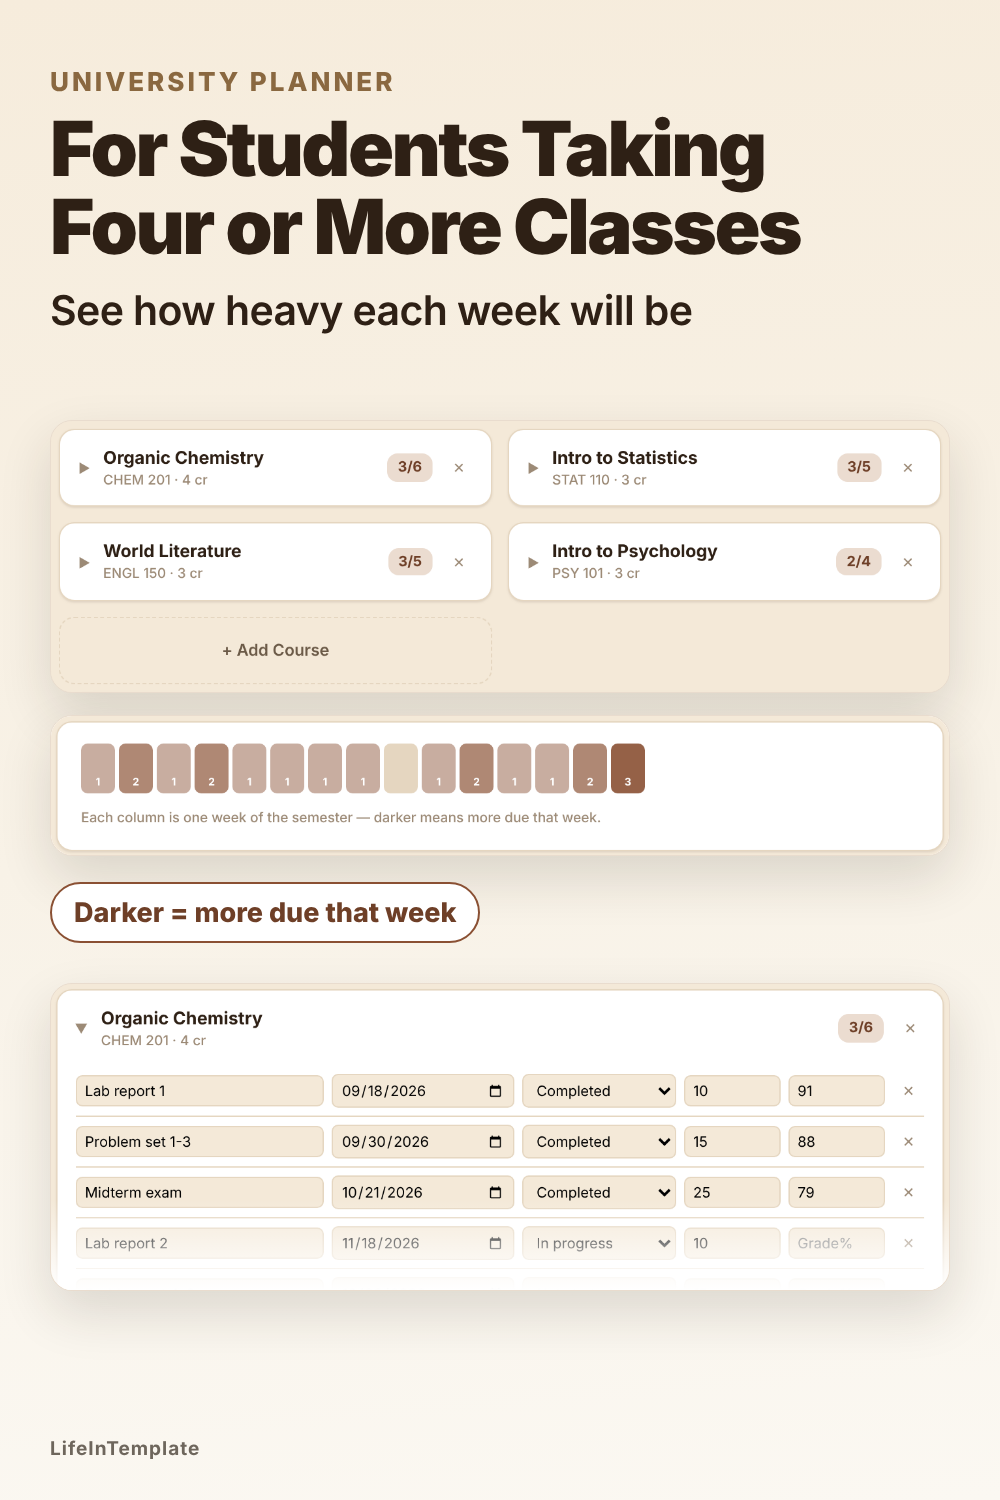 UNIVERSITY PLANNER
For Students Taking
Four or More Classes
See how heavy each week will be
Organic Chemistry
CHEM 201 · 4 cr
3/6 ×
Intro to Statistics
STAT 110 · 3 cr
3/5 ×
World Literature
ENGL 150 · 3 cr
3/5 ×
Intro to Psychology
PSY 101 · 3 cr
2/4 ×
+ Add Course
1 2 1 2 1 1 1 1 1 2 1 1 2 3
Each column is one week of the semester — darker means more due that week.
Darker = more due that week
Organic Chemistry
CHEM 201 · 4 cr
3/6 ×
Lab report 1 09/18/2026 Completed 10 91 ×
Problem set 1-3 09/30/2026 Completed 15 88 ×
Midterm exam 10/21/2026 Completed 25 79 ×
Lab report 2 11/18/2026 In progress 10 Grade% ×
LifeInTemplate